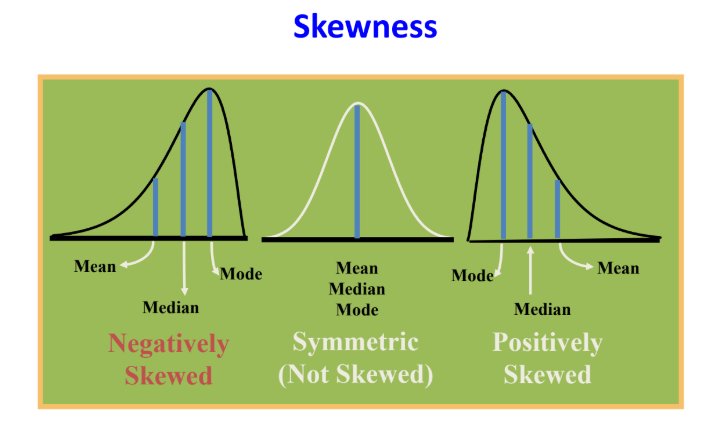 Skewness
Mean
Median
Mode
Negatively
Skewed
Mean
Median
Mode
Symmetric
(Not Skewed)
Mode
Median
Mean
Positively
Skewed